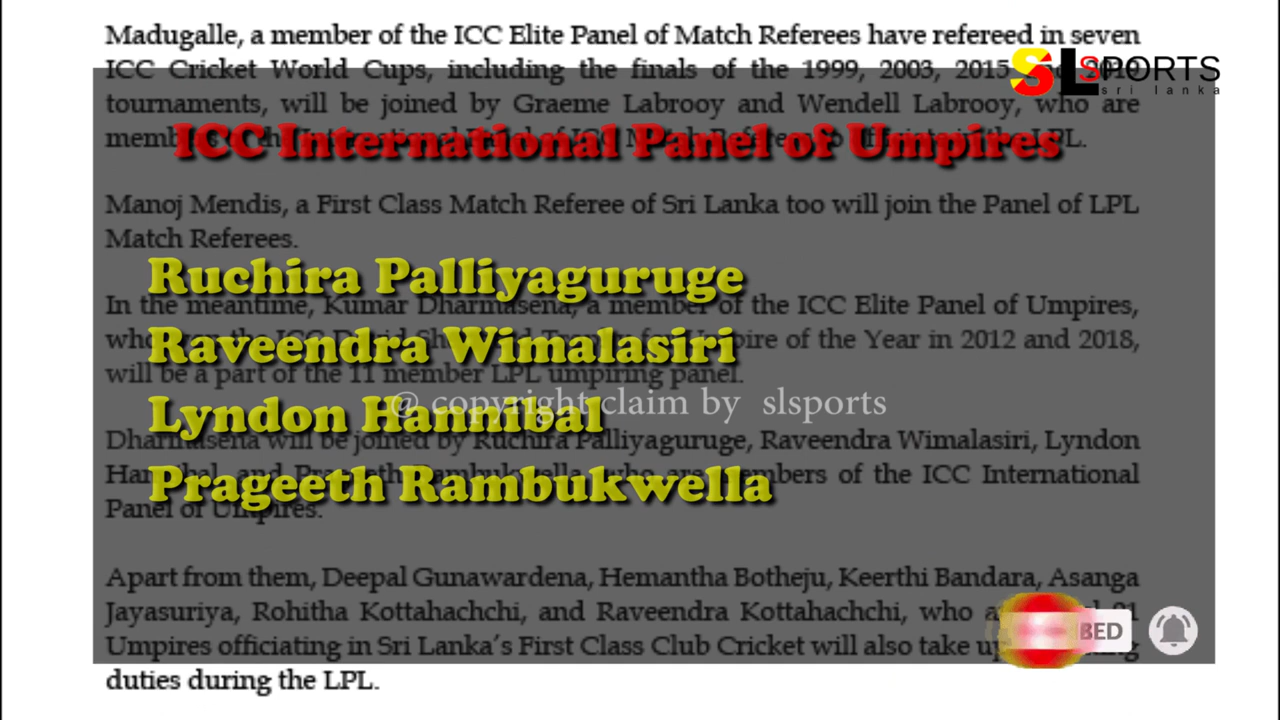 Madugalle, a member of the ICC Elite Panel of Match Referees have refereed in seven
SLSPORTS
ICC Cricket World Cups, including the finals of the 1999, 2003, 2015
sri lanka
tournaments, will be joined by Graeme Labrooy and Wendell Labrooy, who are
ICC International Panel of Umpires
Manoj Mendis, a First Class Match Referee of Sri Lanka too will join the Panel of LPL
Match Referees.
Ruchira Palliyaguruge
In the meantime, Kumar Dharmasena, a member of the ICC Elite Panel of Umpires,
Raveendra Wimalasiri
Umpire of the Year in 2012 and 2018,
will be a part of the 11 member LPL umpiring panel.
@ copyright claim by slsports
Lyndon Hannibal
Dharmasena will be joined by Ruchira Palliyaguruge, Raveendra Wimalasiri, Lyndon
Prageeth Rambukwella
members of the ICC International
Panel of Umpires.
Apart from them, Deepal Gunawardena, Hemantha Botheju, Keerthi Bandara, Asanga
Jayasuriya, Rohitha Kottahachchi, and Raveendra Kottahachchi, who
BED
Umpires officiating in Sri Lanka's First Class Club Cricket will also take
duties during the LPL.